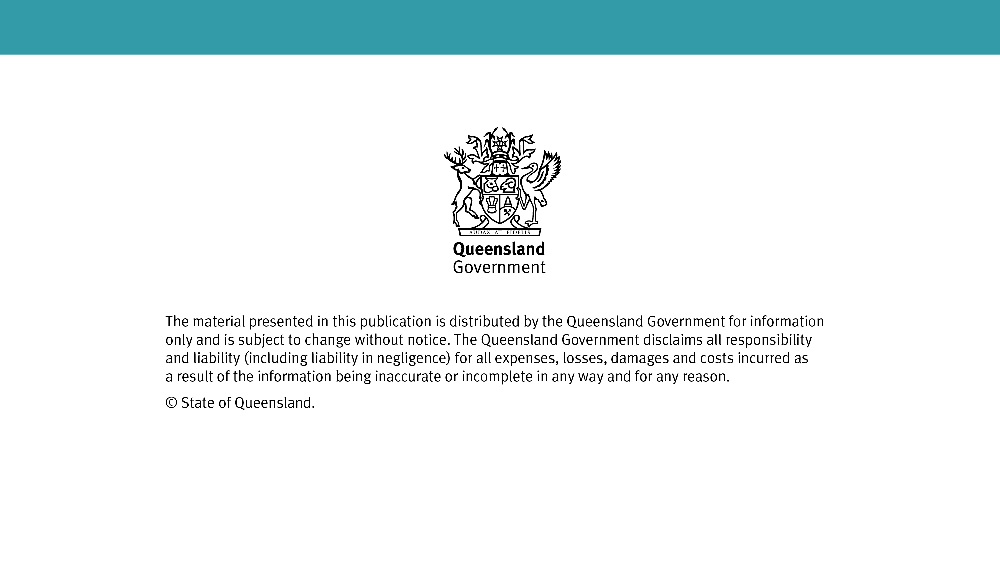 AUDAX AT FIDELIS
Queensland
Government
The material presented in this publication is distributed by the Queensland Government for information
only and is subject to change without notice. The Queensland Government disclaims all responsibility
and liability (including liability in negligence) for all expenses, losses, damages and costs incurred as
a result of the information being inaccurate or incomplete in any way and for any reason.
© State of Queensland.